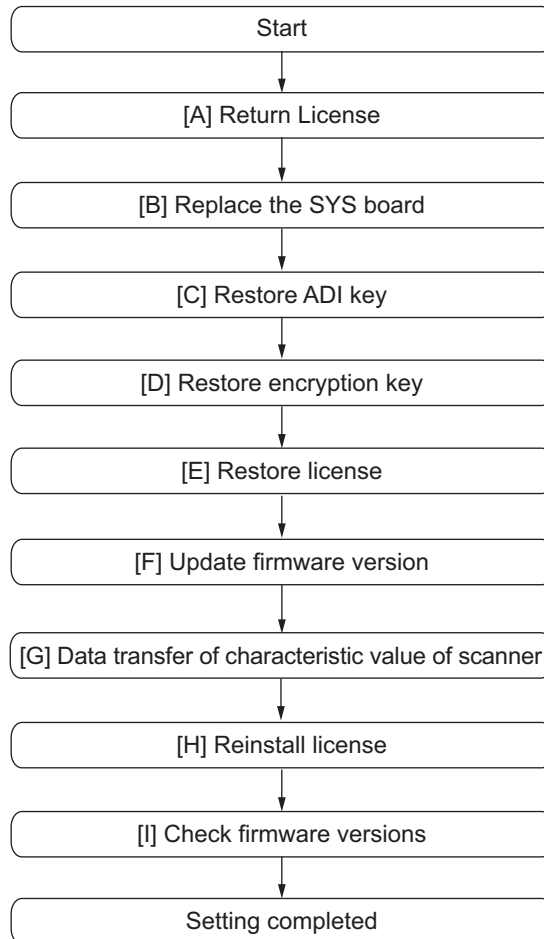 Start
[A] Return License
[B] Replace the SYS board
[C] Restore ADI key
[D] Restore encryption key
[E] Restore license
[F] Update firmware version
[G] Data transfer of characteristic value of scanner
[H] Reinstall license
[I] Check firmware versions
Setting completed